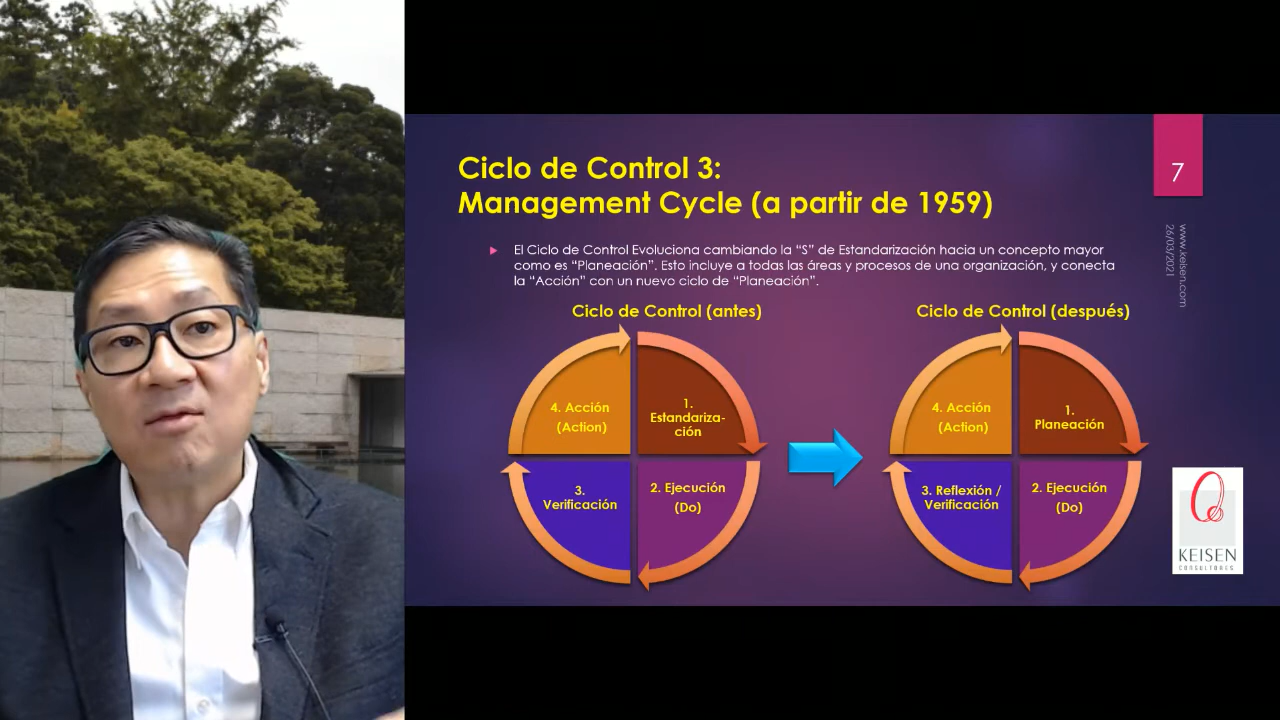 Ciclo de Control 3:
Management Cycle (a partir de 1959)
7
www.keisen.com
26/03/2021
El Ciclo de Control Evoluciona cambiando la “S” de Estandarización hacia un concepto mayor
como es “Planeación”. Esto incluye a todas las áreas y procesos de una organización, y conecta
la “Acción” con un nuevo ciclo de “Planeación”.
Ciclo de Control (antes)
4. Acción
(Action)
1.
Estandariza-
ción
3.
Verificación
2. Ejecución
(Do)
Ciclo de Control (después)
4. Acción
(Action)
1.
Planeación
3. Reflexión /
Verificación
2. Ejecución
(Do)
KEISEN
CONSULTORES